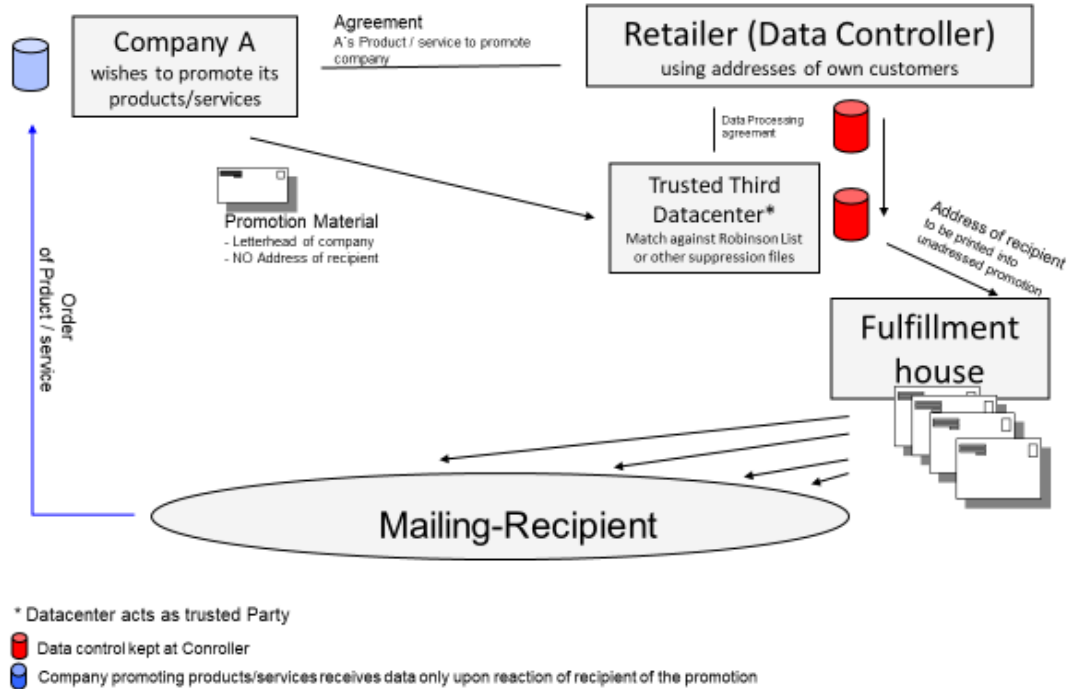 Company A
wishes to promote its
products/services
Agreement
A`s Product / service to promote
company
Retailer (Data Controller)
using addresses of own customers
Data Processing
agreement
Trusted Third
Datacenter*
Match against Robinson List
or other suppression files
Promotion Material
- Letterhead of company
- NO Address of recipient
Address of recipient
to be printed into
unadressed promotion
Fulfillment
house
Order
of Prduct / service
Mailing-Recipient
* Datacenter acts as trusted Party
Data control kept at Conroller
Company promoting products/services receives data only upon reaction of recipient of the promotion